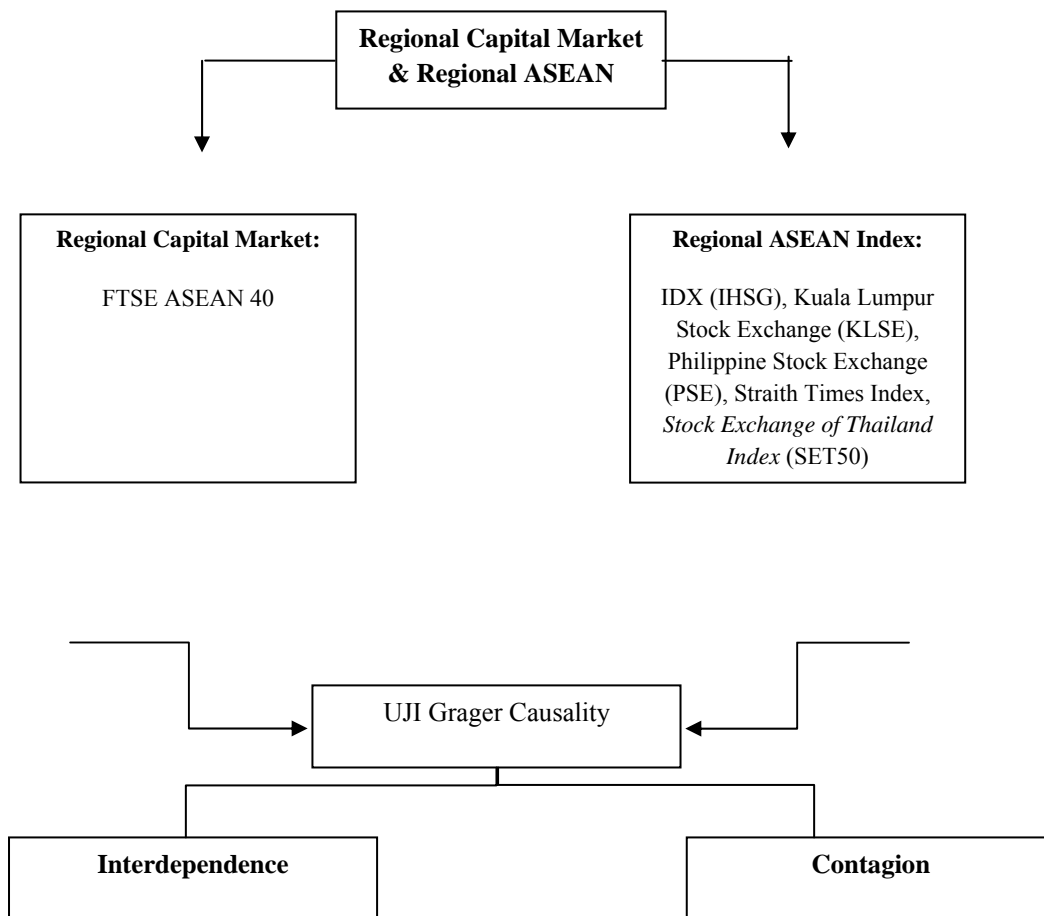 Regional Capital Market
& Regional ASEAN
Regional Capital Market:
FTSE ASEAN 40
Regional ASEAN Index:
IDX (IHSG), Kuala Lumpur
Stock Exchange (KLSE),
Philippine Stock Exchange
(PSE), Straith Times Index,
Stock Exchange of Thailand
Index (SET50)
UJI Grager Causality
Interdependence
Contagion